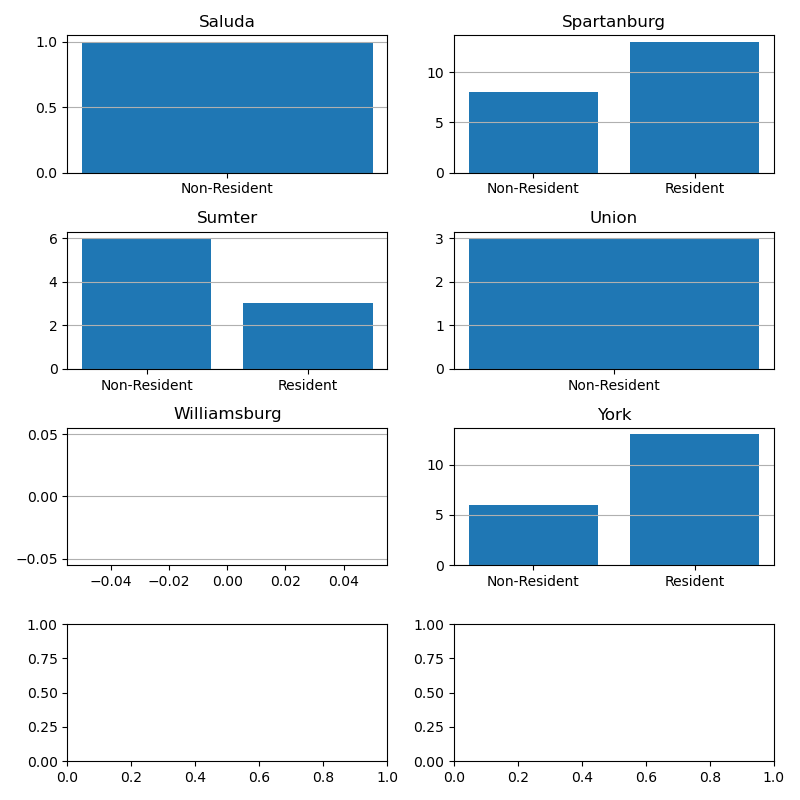 Saluda
1.0
0.5
0.0
Non-Resident
Spartanburg
10
5
0
Non-Resident Resident
Sumter
6
4
2
0
Non-Resident Resident
Union
3
2
1
0
Non-Resident
Williamsburg
0.05
0.00
−0.05
−0.04 −0.02 0.00 0.02 0.04
York
10
5
0
Non-Resident Resident
1.00
0.75
0.50
0.25
0.00
0.0 0.2 0.4 0.6 0.8 1.0
1.00
0.75
0.50
0.25
0.00
0.0 0.2 0.4 0.6 0.8 1.0